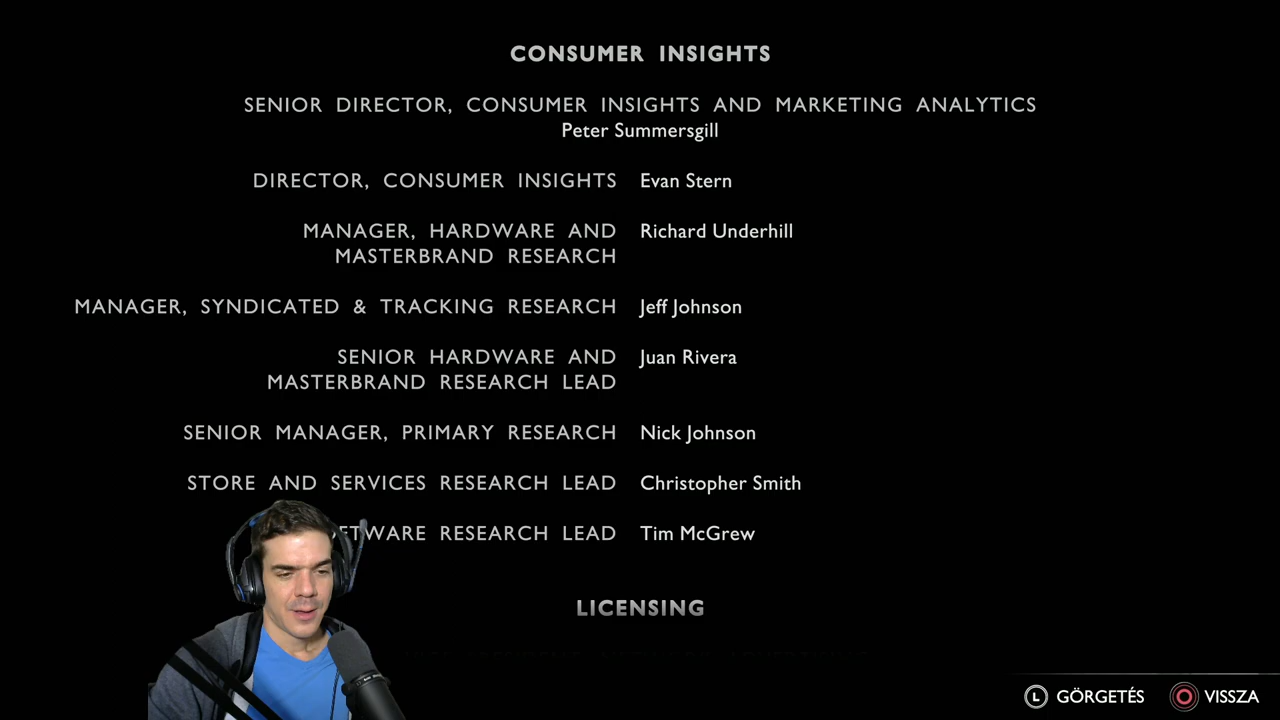 CONSUMER INSIGHTS
SENIOR DIRECTOR, CONSUMER INSIGHTS AND MARKETING ANALYTICS
Peter Summersgill
DIRECTOR, CONSUMER INSIGHTS Evan Stern
MANAGER, HARDWARE AND Richard Underhill
MASTERBRAND RESEARCH
MANAGER, SYNDICATED & TRACKING RESEARCH Jeff Johnson
SENIOR HARDWARE AND Juan Rivera
MASTERBRAND RESEARCH LEAD
SENIOR MANAGER, PRIMARY RESEARCH Nick Johnson
STORE AND SERVICES RESEARCH LEAD Christopher Smith
RESEARCH LEAD Tim McGrew
LICENSING
L GÖRGETÉS VISSZA